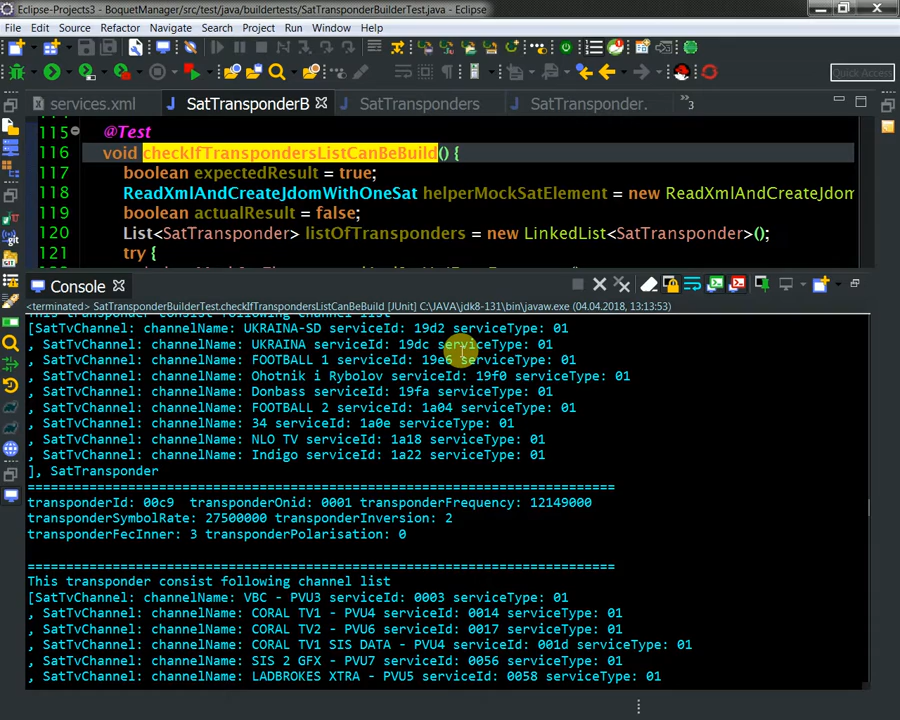 Eclipse-Projects3 - BoquetManager/src/test/java/buildertests/SatTransponderBuilderTest.java - Eclipse
File Edit Source Refactor Navigate Search Project Run Window Help
Quick Access
services.xml SatTransponderB SatTransponders SatTransponder. »3
115 @Test
116 void checkIfTranspondersListCanBeBuild() {
117 boolean expectedResult = true;
118 ReadXmlAndCreateJdomWithOneSat helperMockSatElement = new ReadXmlAndCreateJdom
119 boolean actualResult = false;
120 List<SatTransponder> listOfTransponders = new LinkedList<SatTransponder>();
121 try {
Console
<terminated> SatTransponderBuilderTest.checkIfTranspondersListCanBeBuild [JUnit] C:\JAVA\jdk8-131\bin\javaw.exe (04.04.2018, 13:13:53)
This transponder consist following channel list
[SatTvChannel: channelName: UKRAINA-SD serviceId: 19d2 serviceType: 01
, SatTvChannel: channelName: UKRAINA serviceId: 19dc serviceType: 01
, SatTvChannel: channelName: FOOTBALL 1 serviceId: 19e6 serviceType: 01
, SatTvChannel: channelName: Ohotnik i Rybolov serviceId: 19f0 serviceType: 01
, SatTvChannel: channelName: Donbass serviceId: 19fa serviceType: 01
, SatTvChannel: channelName: FOOTBALL 2 serviceId: 1a04 serviceType: 01
, SatTvChannel: channelName: 34 serviceId: 1a0e serviceType: 01
, SatTvChannel: channelName: NLO TV serviceId: 1a18 serviceType: 01
, SatTvChannel: channelName: Indigo serviceId: 1a22 serviceType: 01
], SatTransponder
===========================================================================
transponderId: 00c9 transponderOnid: 0001 transponderFrequency: 12149000
transponderSymbolRate: 27500000 transponderInversion: 2
transponderFecInner: 3 transponderPolarisation: 0
===========================================================================
This transponder consist following channel list
[SatTvChannel: channelName: VBC - PVU3 serviceId: 0003 serviceType: 01
, SatTvChannel: channelName: CORAL TV1 - PVU4 serviceId: 0014 serviceType: 01
, SatTvChannel: channelName: CORAL TV2 - PVU6 serviceId: 0017 serviceType: 01
, SatTvChannel: channelName: CORAL TV1 SIS DATA - PVU4 serviceId: 001d serviceType: 01
, SatTvChannel: channelName: SIS 2 GFX - PVU7 serviceId: 0056 serviceType: 01
, SatTvChannel: channelName: LADBROKES XTRA - PVU5 serviceId: 0058 serviceType: 01